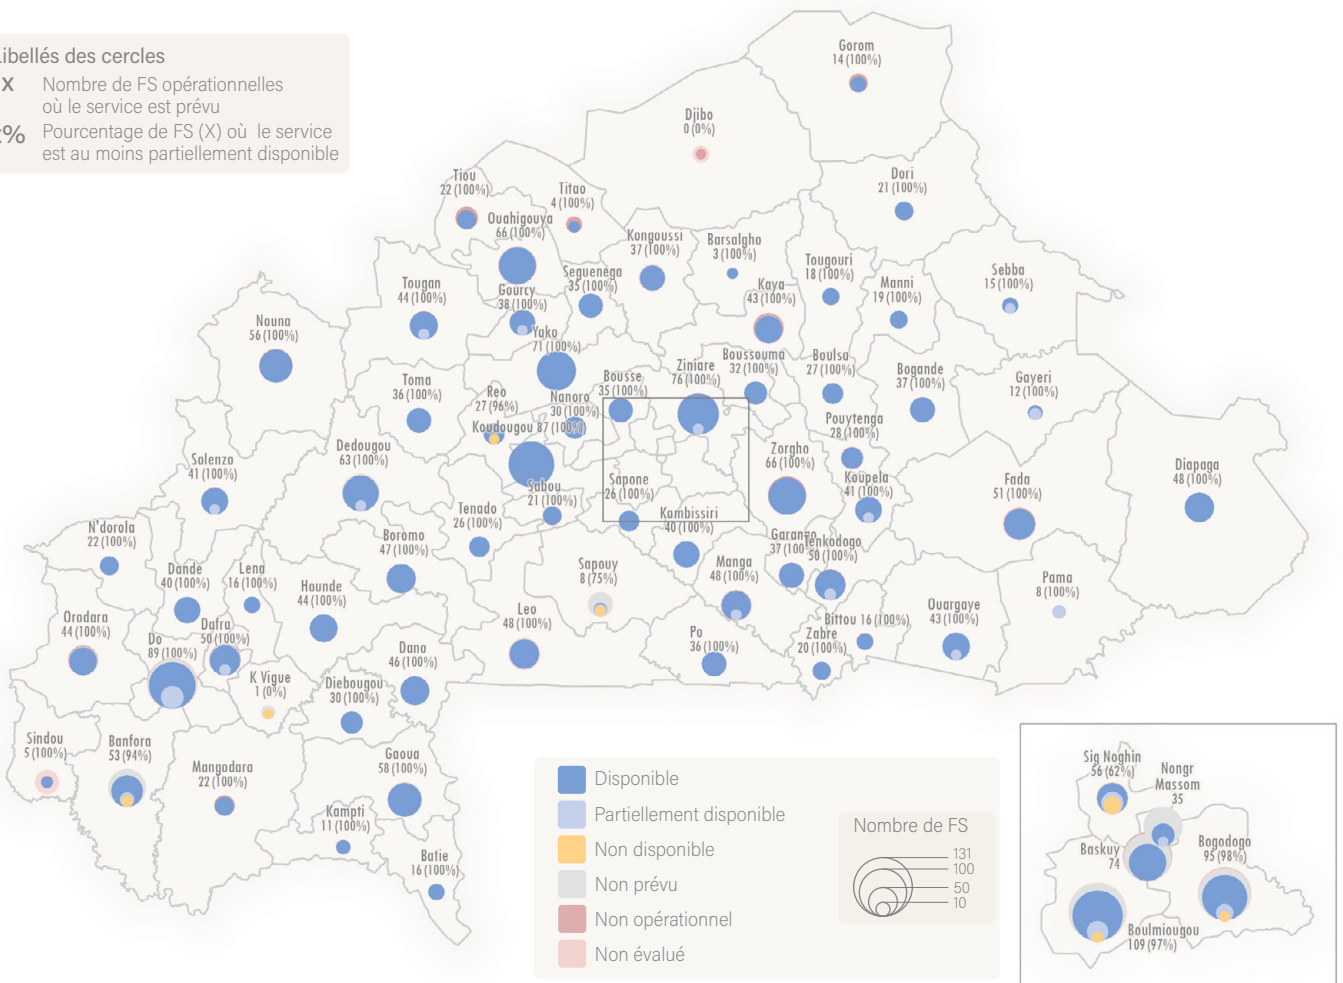 Libellés des cercles
X Nombre de FS opérationnelles
où le service est prévu
% Pourcentage de FS (X) où le service
est au moins partiellement disponible
Gorom
14 (100%)
Djibo
0 (0%)
Dori
21 (100%)
Tiou
22 (100%)
Titao
4 (100%)
Ouahigouya
66 (100%)
Kongoussi
37 (100%)
Barsalgho
3 (100%)
Tougouri
18 (100%)
Sebba
15 (100%)
Seguenega
35 (100%)
Kaya
43 (100%)
Manni
19 (100%)
Tougan
44 (100%)
Gourcy
38 (100%)
Nouna
56 (100%)
Yako
71 (100%)
Ziniare
76 (100%)
Boussouma
32 (100%)
Boulsa
27 (100%)
Bogande
37 (100%)
Gayeri
12 (100%)
Toma
36 (100%)
Reo
27 (96%)
Nanoro
30 (100%)
Bousse
35 (100%)
Koudougou 87 (100%)
Pouytenga
28 (100%)
Solenzo
41 (100%)
Dedougou
63 (100%)
Zorgho
66 (100%)
Koupela
41 (100%)
Fada
51 (100%)
Diapaga
48 (100%)
Sabou
21 (100%)
Sapone
26 (100%)
Tenado
26 (100%)
Kombissiri
40 (100%)
N'dorola
22 (100%)
Boromo
47 (100%)
Garango
37 (100%)
Tenkodogo
50 (100%)
Dande
40 (100%)
Lena
16 (100%)
Hounde
44 (100%)
Sapouy
8 (75%)
Manga
48 (100%)
Pama
8 (100%)
Orodara
44 (100%)
Do
89 (100%)
Dafra
50 (100%)
Leo
48 (100%)
Po
36 (100%)
Bittou 16 (100%)
Zabre
20 (100%)
Ouargaye
43 (100%)
Dano
46 (100%)
K Vigue
1 (0%)
Diebougou
30 (100%)
Sindou
5 (100%)
Banfora
53 (94%)
Mangodara
22 (100%)
Gaoua
58 (100%)
Kampti
11 (100%)
Batie
16 (100%)
Disponible
Partiellement disponible
Non disponible
Non prévu
Non opérationnel
Non évalué
Nombre de FS
131
100
50
10
Sig Noghin
56 (62%)
Nongr
Massom
35
Baskuy
74
Bogodogo
95 (98%)
Boulmiougou
109 (97%)